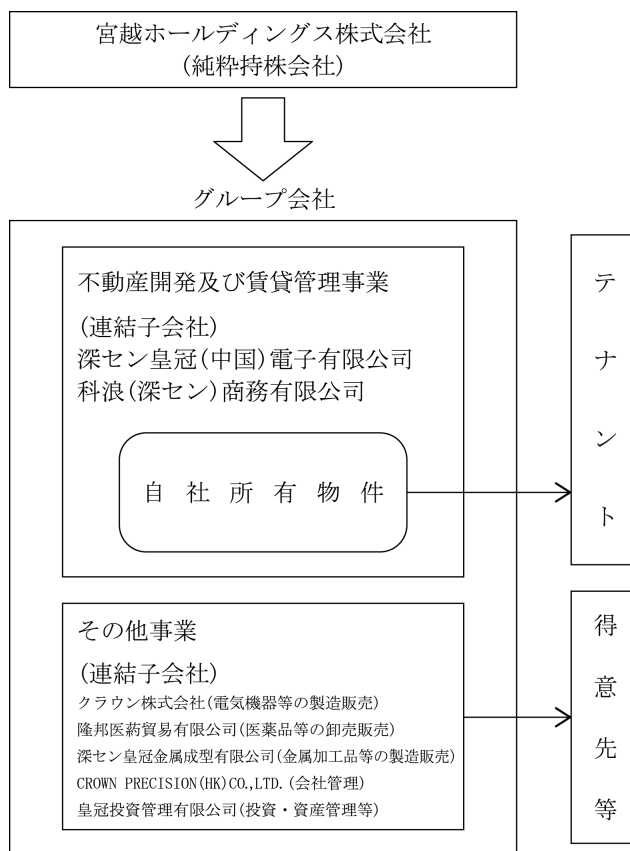 宮越ホールディングス株式会社
(純粋持株会社)
グループ会社
不動産開発及び賃貸管理事業
(連結子会社)
深セン皇冠(中国)電子有限公司
科浪(深セン)商務有限公司
自社所有物件
テナント
その他事業
(連結子会社)
クラウン株式会社(電気機器等の製造販売)
隆邦医药貿易有限公司(医薬品等の卸売販売)
深セン皇冠金属成型有限公司(金属加工品等の製造販売)
CROWN PRECISION(HK)CO.,LTD.(会社管理)
皇冠投資管理有限公司(投資・資産管理等)
得意先等